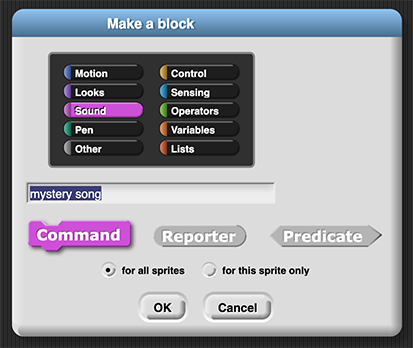 Make a block
Motion Control
Looks Sensing
Sound Operators
Pen Variables
Other Lists
mystery song
Command Reporter Predicate
for all sprites for this sprite only
OK Cancel